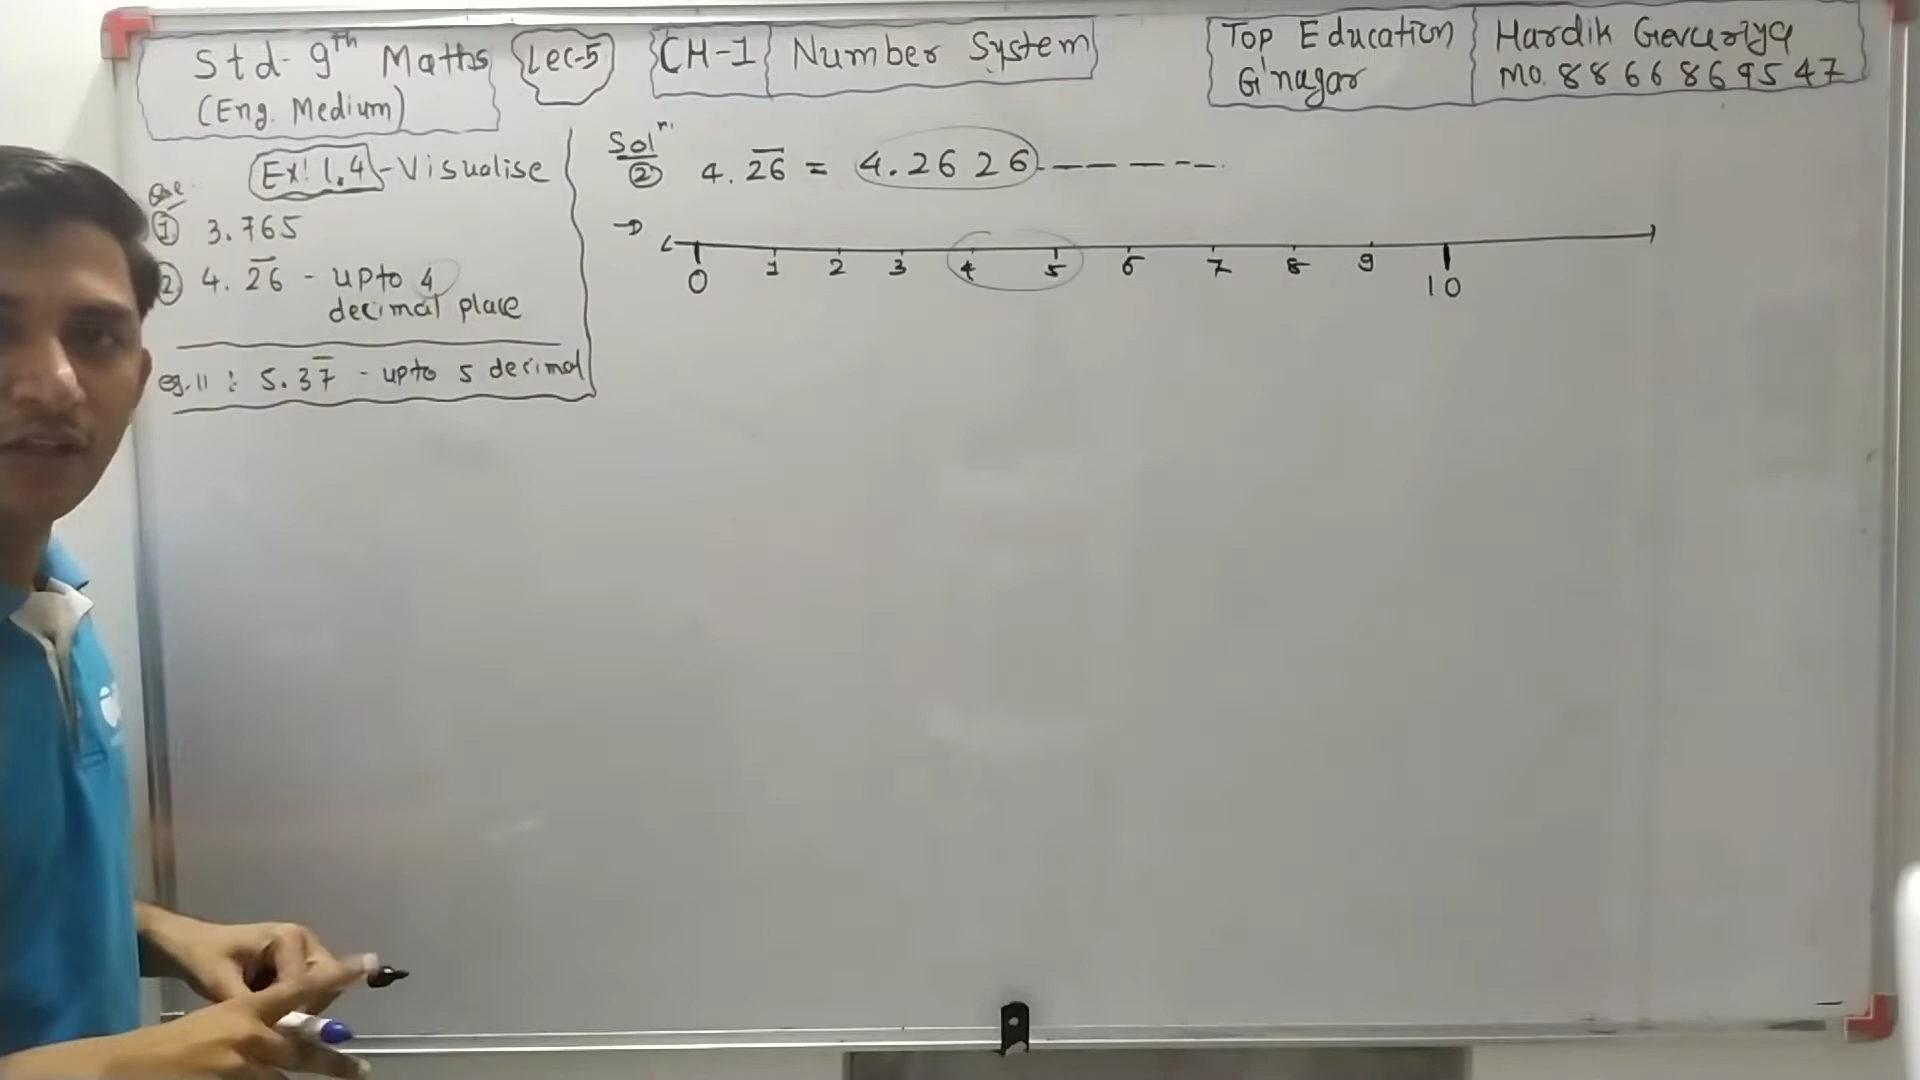 Std- 9th Maths
(Eng. Medium)
Lec-5
CH-1 Number System
Top Education
G'nagar
Hardik Gevariya
Mo. 8866869547
Ex: 1.4 - Visualise
Que.
① 3.765
② 4.2̅6̅ - upto 4
decimal place
eg.11 : 5.37̅ - upto 5 decimal
Soln.
② 4.2̅6̅ = 4.2626
0 1 2 3 4 5 6 7 8 9 10